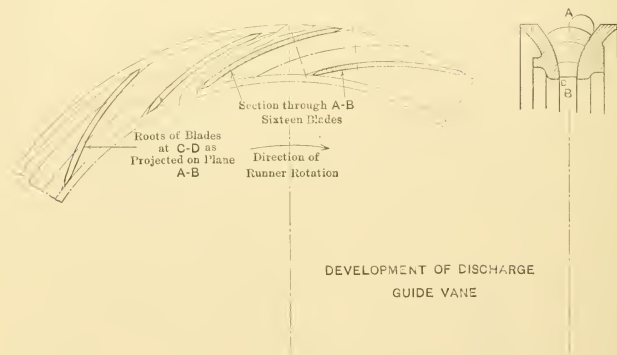 A
D
B
Section through A-B
Sixteen Blades
Roots of Blades
at C-D as
Projected on Plane
A-B
Direction of
Runner Rotation
DEVELOPMENT OF DISCHARGE
GUIDE VANE